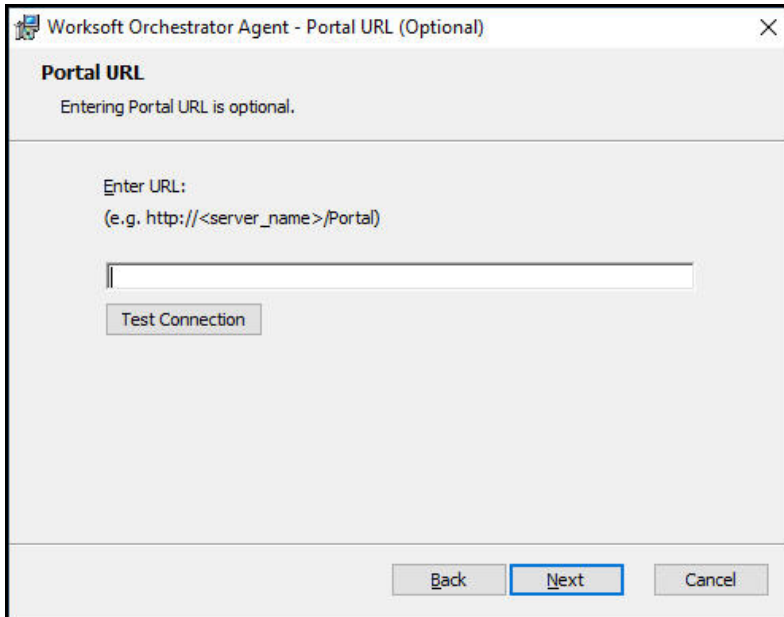 Worksoft Orchestrator Agent - Portal URL (Optional)
Portal URL
Entering Portal URL is optional.
Enter URL:
(e.g. http://<server_name>/Portal)
Test Connection
Back Next Cancel